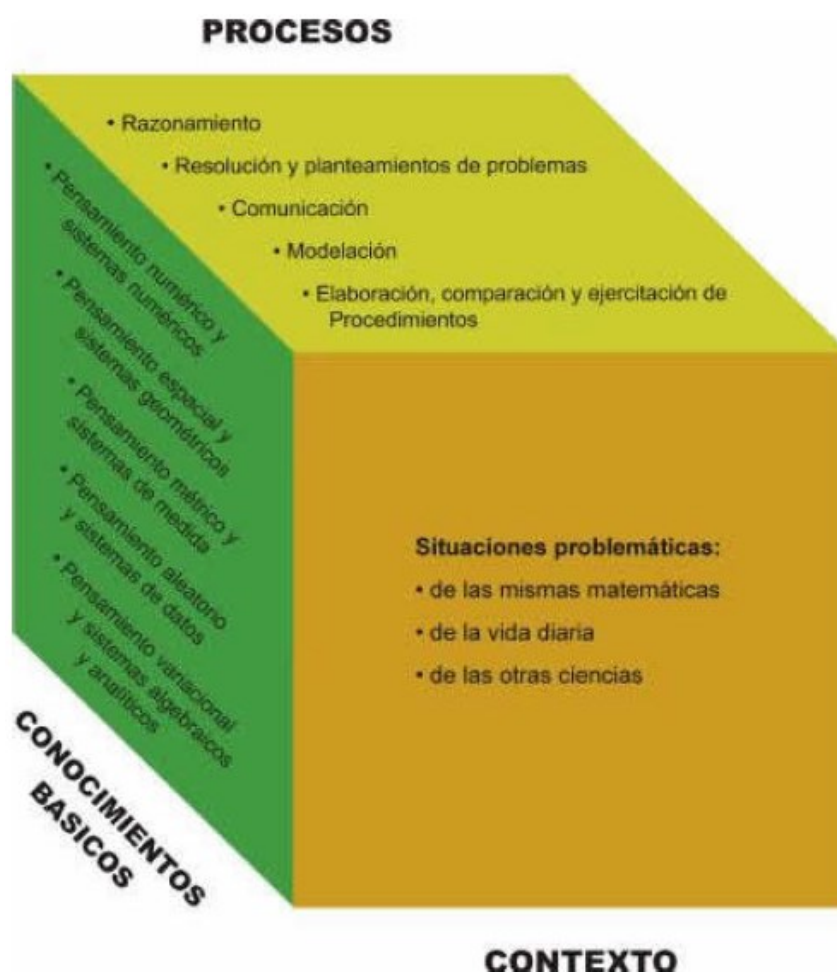 PROCESOS
• Razonamiento
• Resolución y planteamientos de problemas
• Comunicación
• Modelación
• Elaboración, comparación y ejercitación de
Procedimientos
• Pensamiento numérico y
sistemas numéricos
• Pensamiento espacial y
sistemas geométricos
• Pensamiento métrico y
sistemas de medida
• Pensamiento aleatorio
y sistemas de datos
• Pensamiento variacional
y sistemas algebraicos
y analíticos
CONOCIMIENTOS
BASICOS
Situaciones problemáticas:
• de las mismas matemáticas
• de la vida diaria
• de las otras ciencias
CONTEXTO